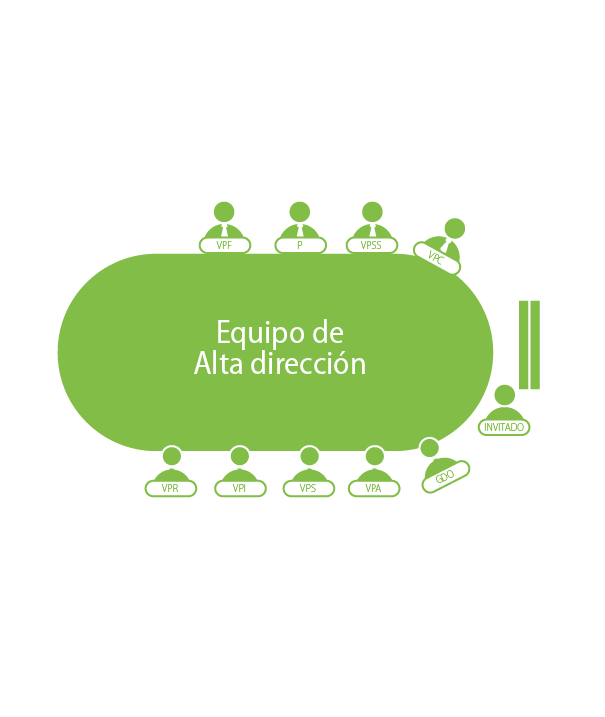 VPF
P
VPSS
VPC
Equipo de
Alta dirección
INVITADO
GDO
VPR
VPI
VPS
VPA